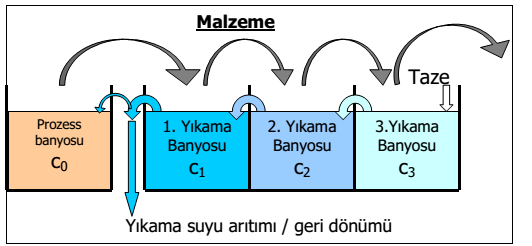 Malzeme
Taze
Prozess
banyosu
c0
1. Yıkama
Banyosu
c1
2. Yıkama
Banyosu
c2
3.Yıkama
Banyosu
c3
Yıkama suyu arıtımı / geri dönümü